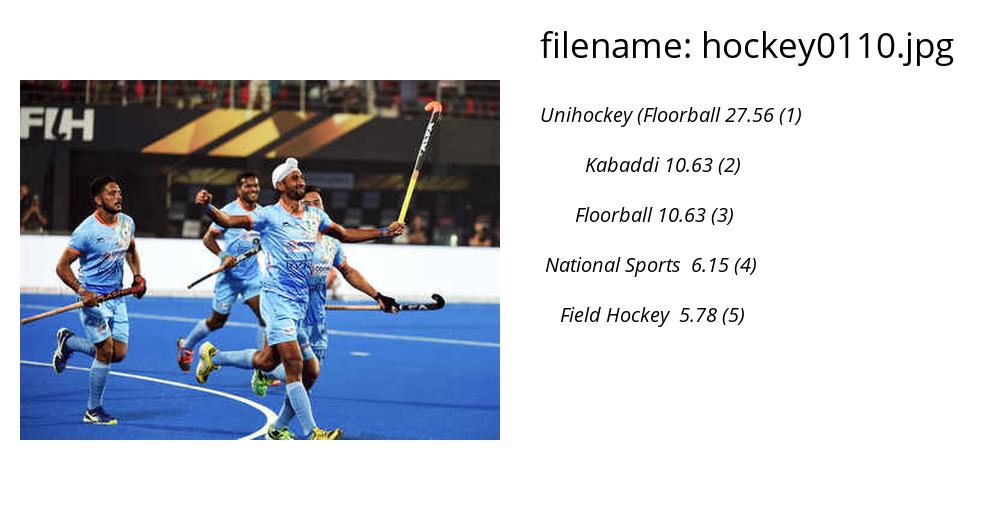 filename: hockey0110.jpg
Unihockey (Floorball 27.56 (1)
Kabaddi 10.63 (2)
Floorball 10.63 (3)
National Sports 6.15 (4)
Field Hockey 5.78 (5)
FIH